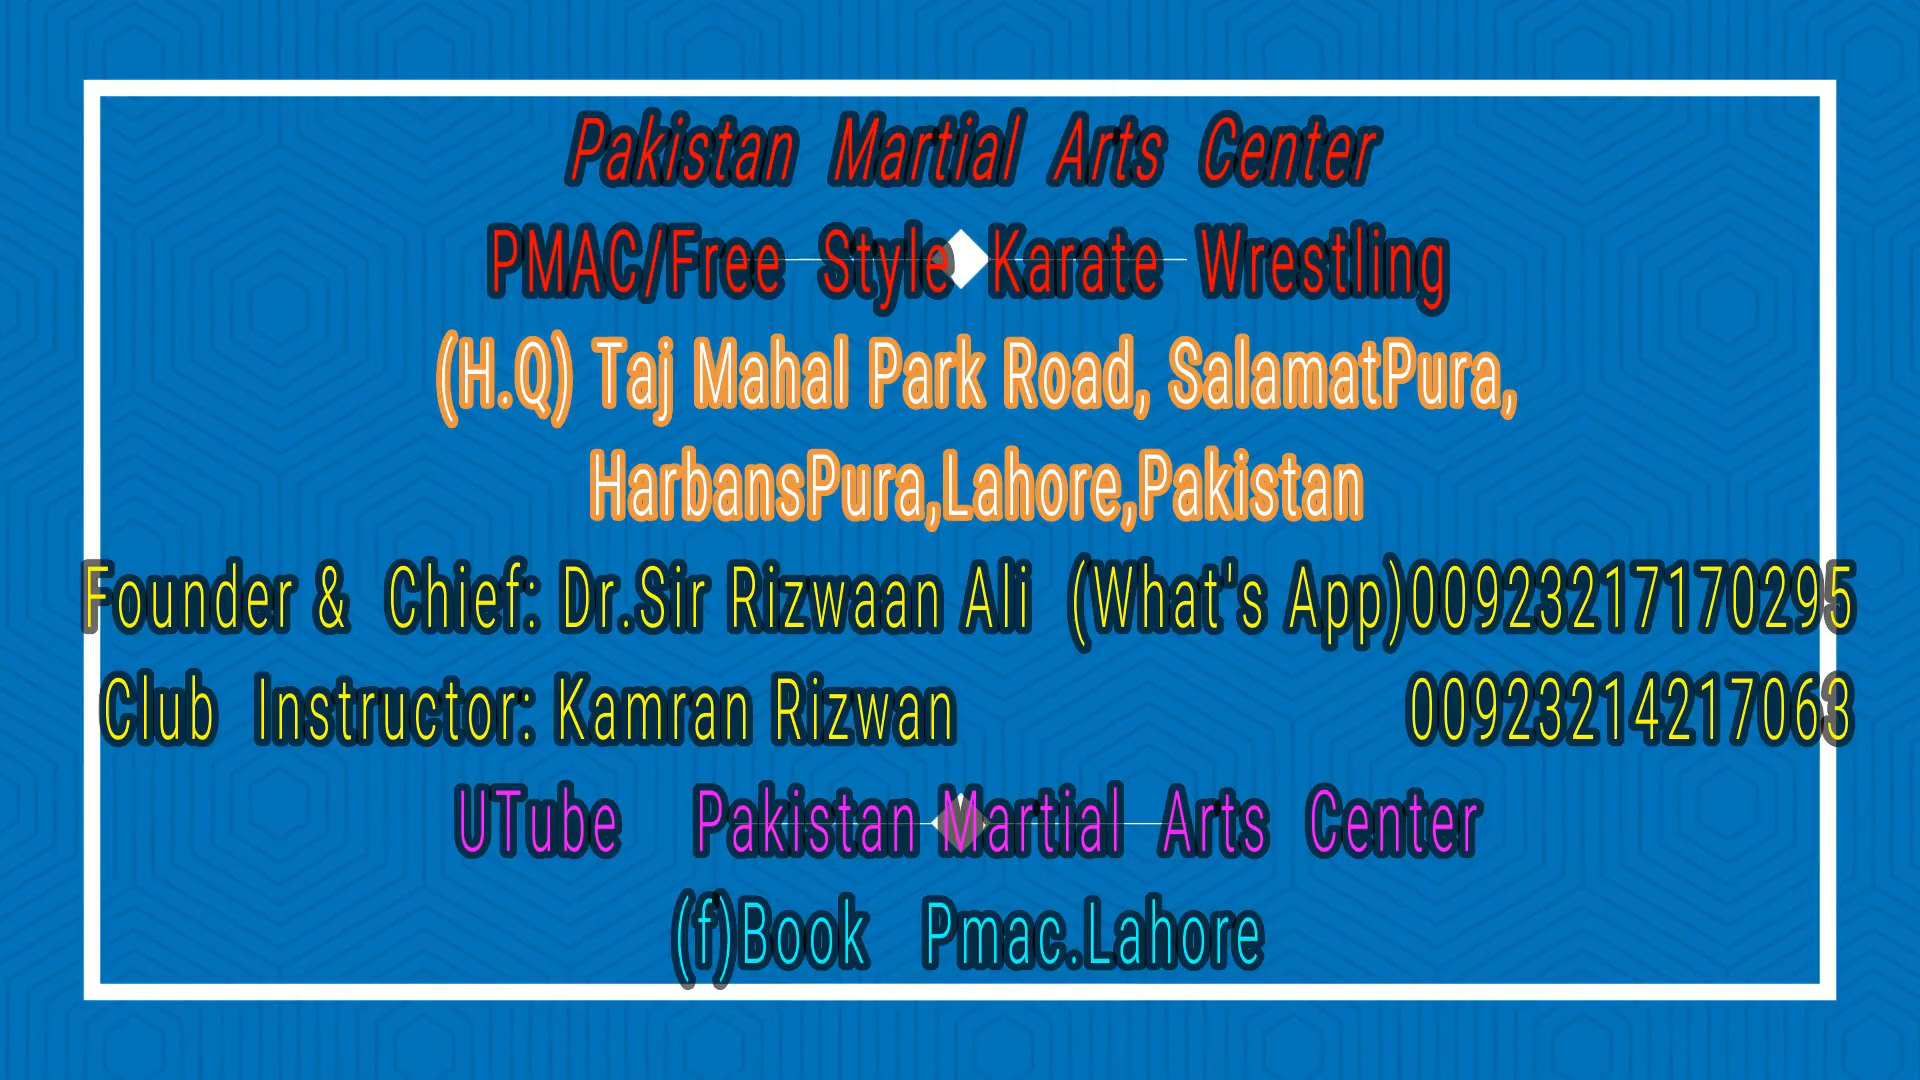 Pakistan Martial Arts Center
PMAC/Free Style Karate Wrestling
(H.Q) Taj Mahal Park Road, SalamatPura,
HarbansPura,Lahore,Pakistan
Founder & Chief: Dr.Sir Rizwaan Ali (What's App)00923217170295
Club Instructor: Kamran Rizwan 00923214217063
UTube Pakistan Martial Arts Center
(f)Book Pmac.Lahore